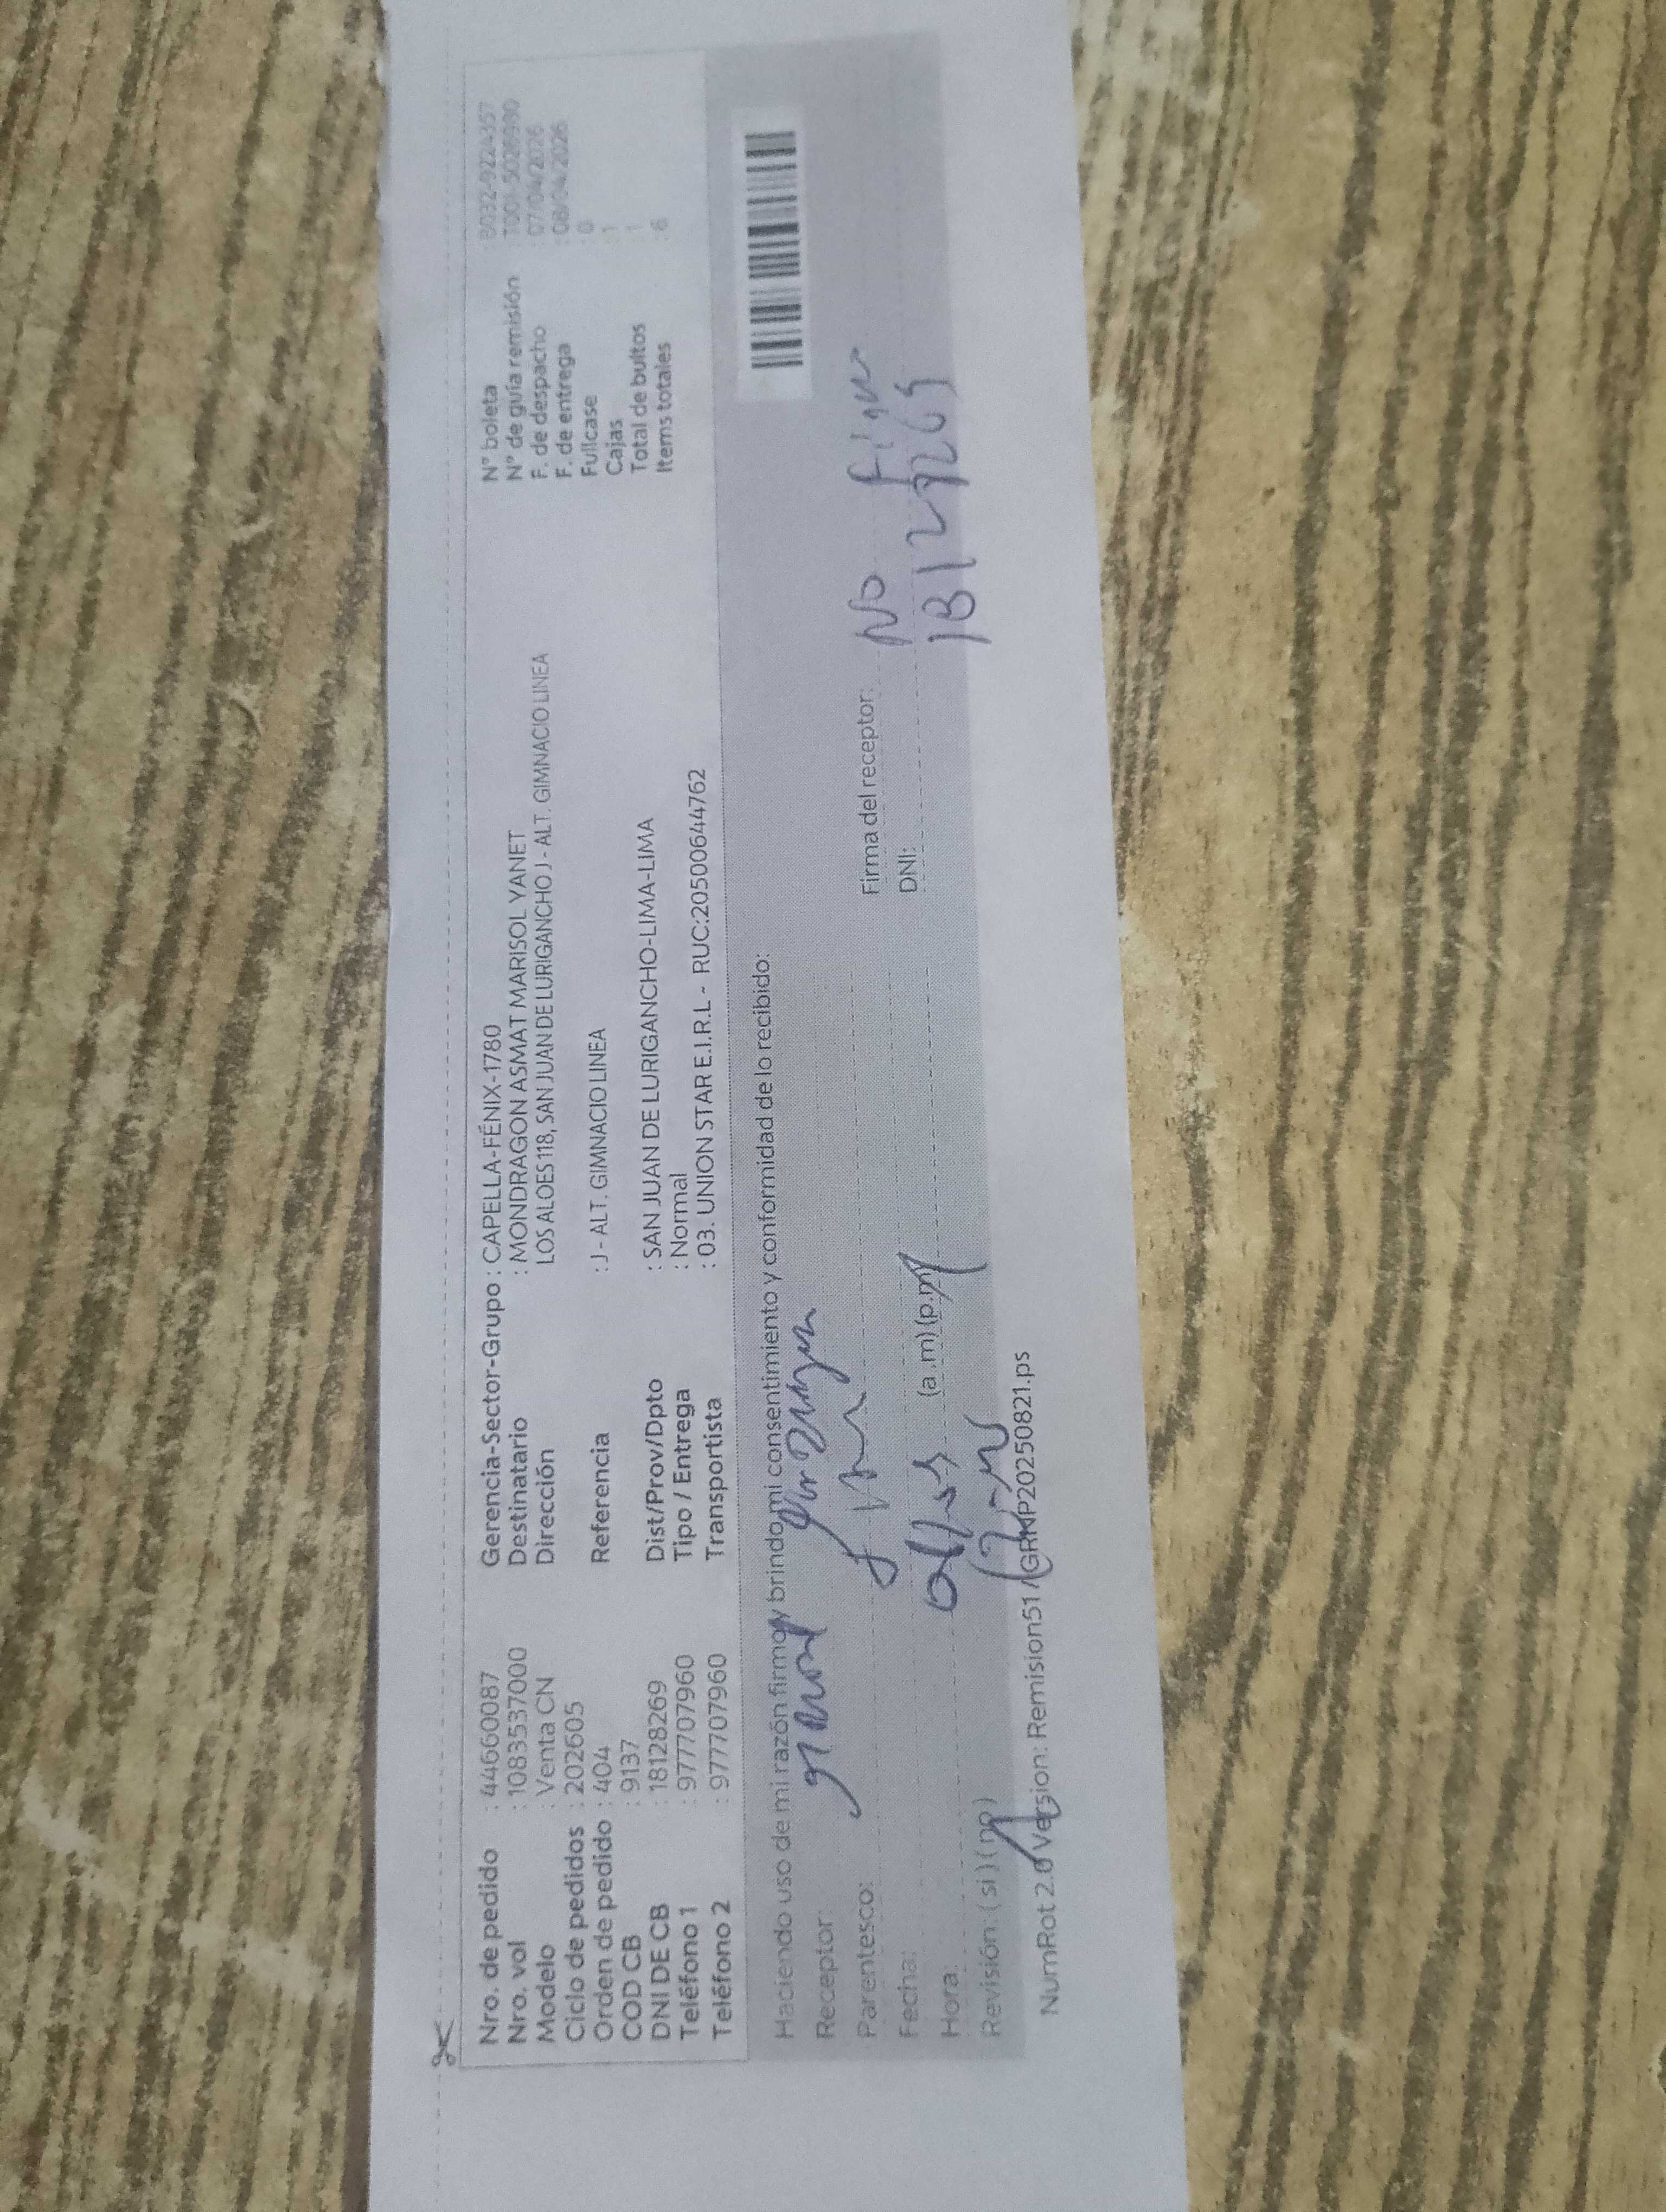 Nro. de pedido : 44660087
Nro. vol : 108353537000
Modelo : Venta CN
Ciclo de pedidos : 202605
Orden de pedido : 404
COD CB : 9137
DNI DE CB : 18128269
Teléfono 1 : 977707960
Teléfono 2 : 977707960
Gerencia-Sector-Grupo : CAPELLA-FÉNIX-1780
Destinatario : MONDRAGON ASMAT MARISOL YANET
Dirección LOS ALOES 118, SAN JUAN DE LURIGANCHO J - ALT. GIMNACIO LINEA
Referencia : J - ALT. GIMNACIO LINEA
Dist/Prov/Dpto : SAN JUAN DE LURIGANCHO-LIMA-LIMA
Tipo / Entrega : Normal
Transportista : 03. UNION STAR E.I.R.L - RUC:20500644762
N° boleta : B032-9224357
N° de guía remisión
F. de despacho : 07/04/2026
F. de entrega : 08/04/2026
Fullcase : 0
Cajas : 1
Total de bultos : 1
Items totales : 6
Haciendo uso de mi razón firmo y brindo mi consentimiento y conformidad de lo recibido:
Receptor:
Parentesco:
Fecha:
Hora: (a.m) (p.m)
Revisión: (si) (no)
Firma del receptor: No
DNI: 18128269
NumRot 2.0 Version: Remision51 /GRNP20250821.ps